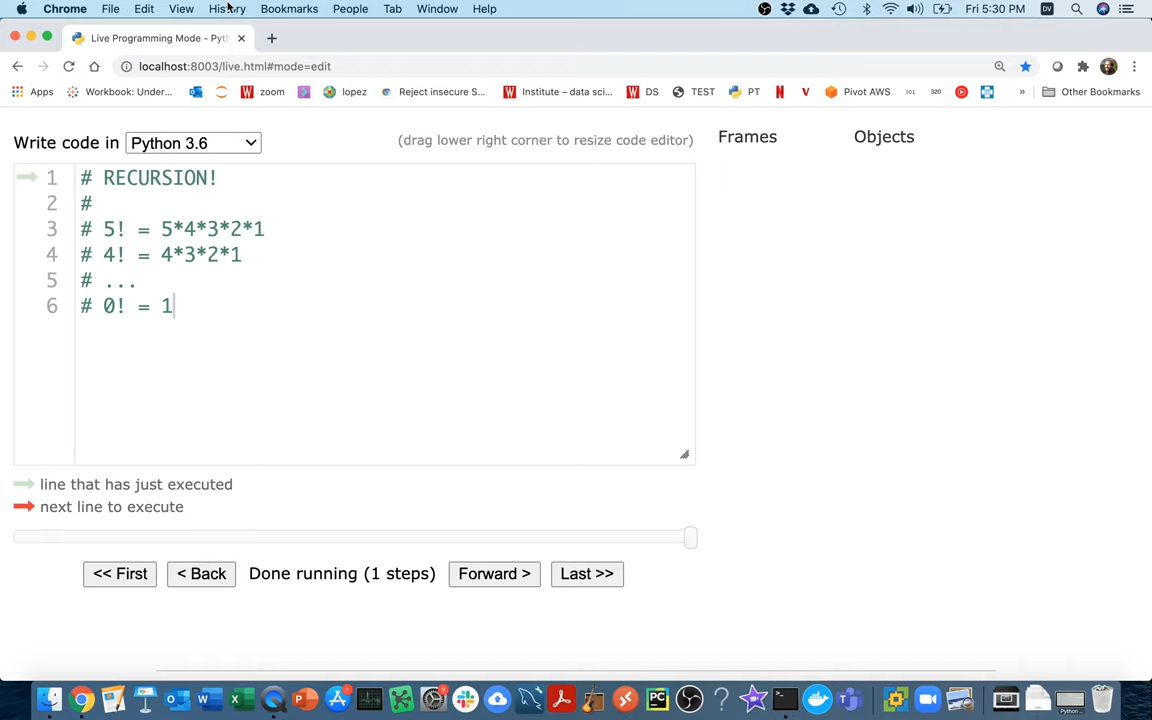 Chrome File Edit View History Bookmarks People Tab Window Help Fri 5:30 PM DV
Live Programming Mode - Pyth
localhost:8003/live.html#mode=edit
Apps Workbook: Under... zoom lopez Reject insecure S... Institute – data sci... DS TEST PT Pivot AWS 301 320 » Other Bookmarks
Write code in Python 3.6 (drag lower right corner to resize code editor) Frames Objects
1 # RECURSION!
2 #
3 # 5! = 5*4*3*2*1
4 # 4! = 4*3*2*1
5 # ...
6 # 0! = 1
line that has just executed
next line to execute
<< First < Back Done running (1 steps) Forward > Last >>